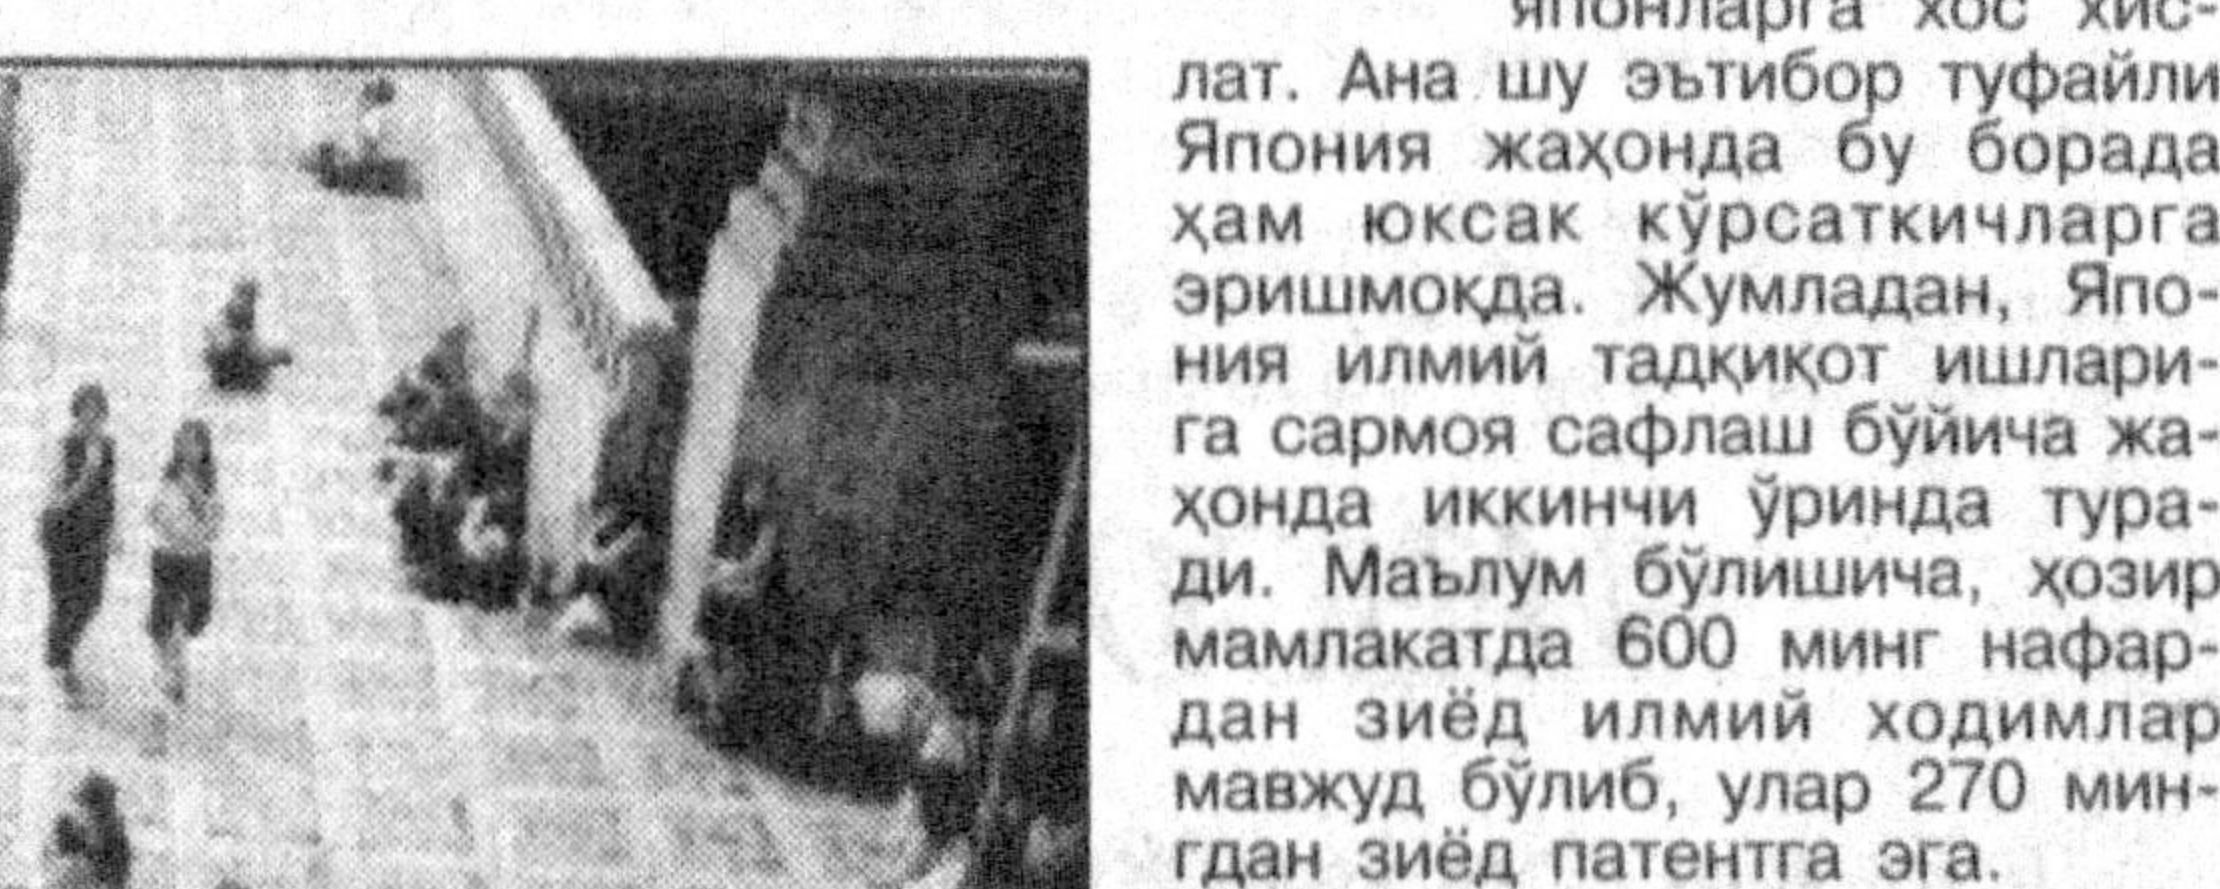 японларга хос хис-
лат. Ана шу эътибор туфайли
Япония жаҳонда бу борада
ҳам юксак кўрсаткичларга
эришмоқда. Жумладан, Япо-
ния илмий тадқиқот ишлари-
га сармоя сафлаш бўйича жа-
ҳонда иккинчи ўринда тура-
ди. Маълум бўлишича, ҳозир
мамлакатда 600 минг нафар-
дан зиёд илмий ходимлар
мавжуд бўлиб, улар 270 мин-
гдан зиёд патентга эга.